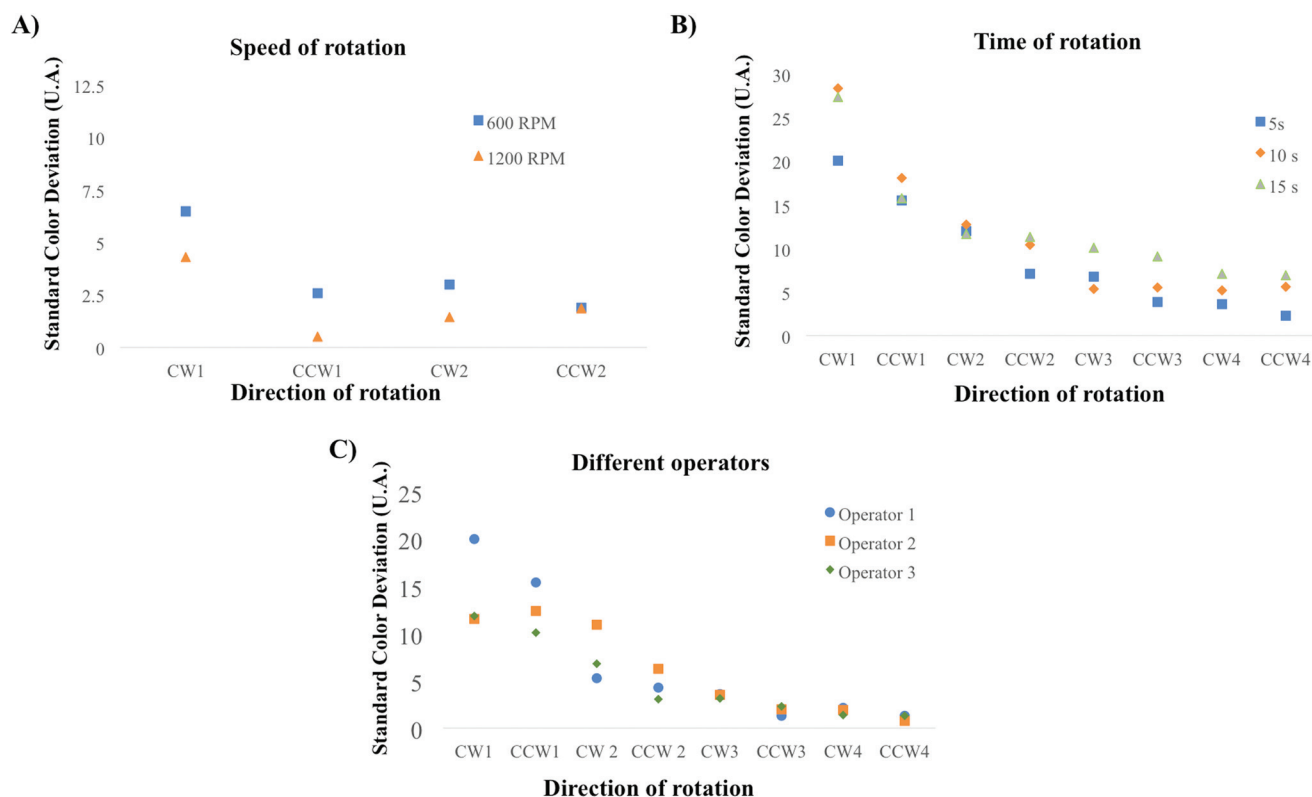 A)
Speed of rotation
Standard Color Deviation (U.A.)
12.5
10
7.5
5
2.5
0
600 RPM
1200 RPM
CW1 CCW1 CW2 CCW2
Direction of rotation
B)
Time of rotation
Standard Color Deviation (U.A.)
30
25
20
15
10
5
0
5s
10 s
15 s
CW1 CCW1 CW2 CCW2 CW3 CCW3 CW4 CCW4
Direction of rotation
C)
Different operators
Standard Color Deviation (U.A.)
25
20
15
10
5
0
Operator 1
Operator 2
Operator 3
CW1 CCW1 CW 2 CCW 2 CW3 CCW3 CW4 CCW4
Direction of rotation